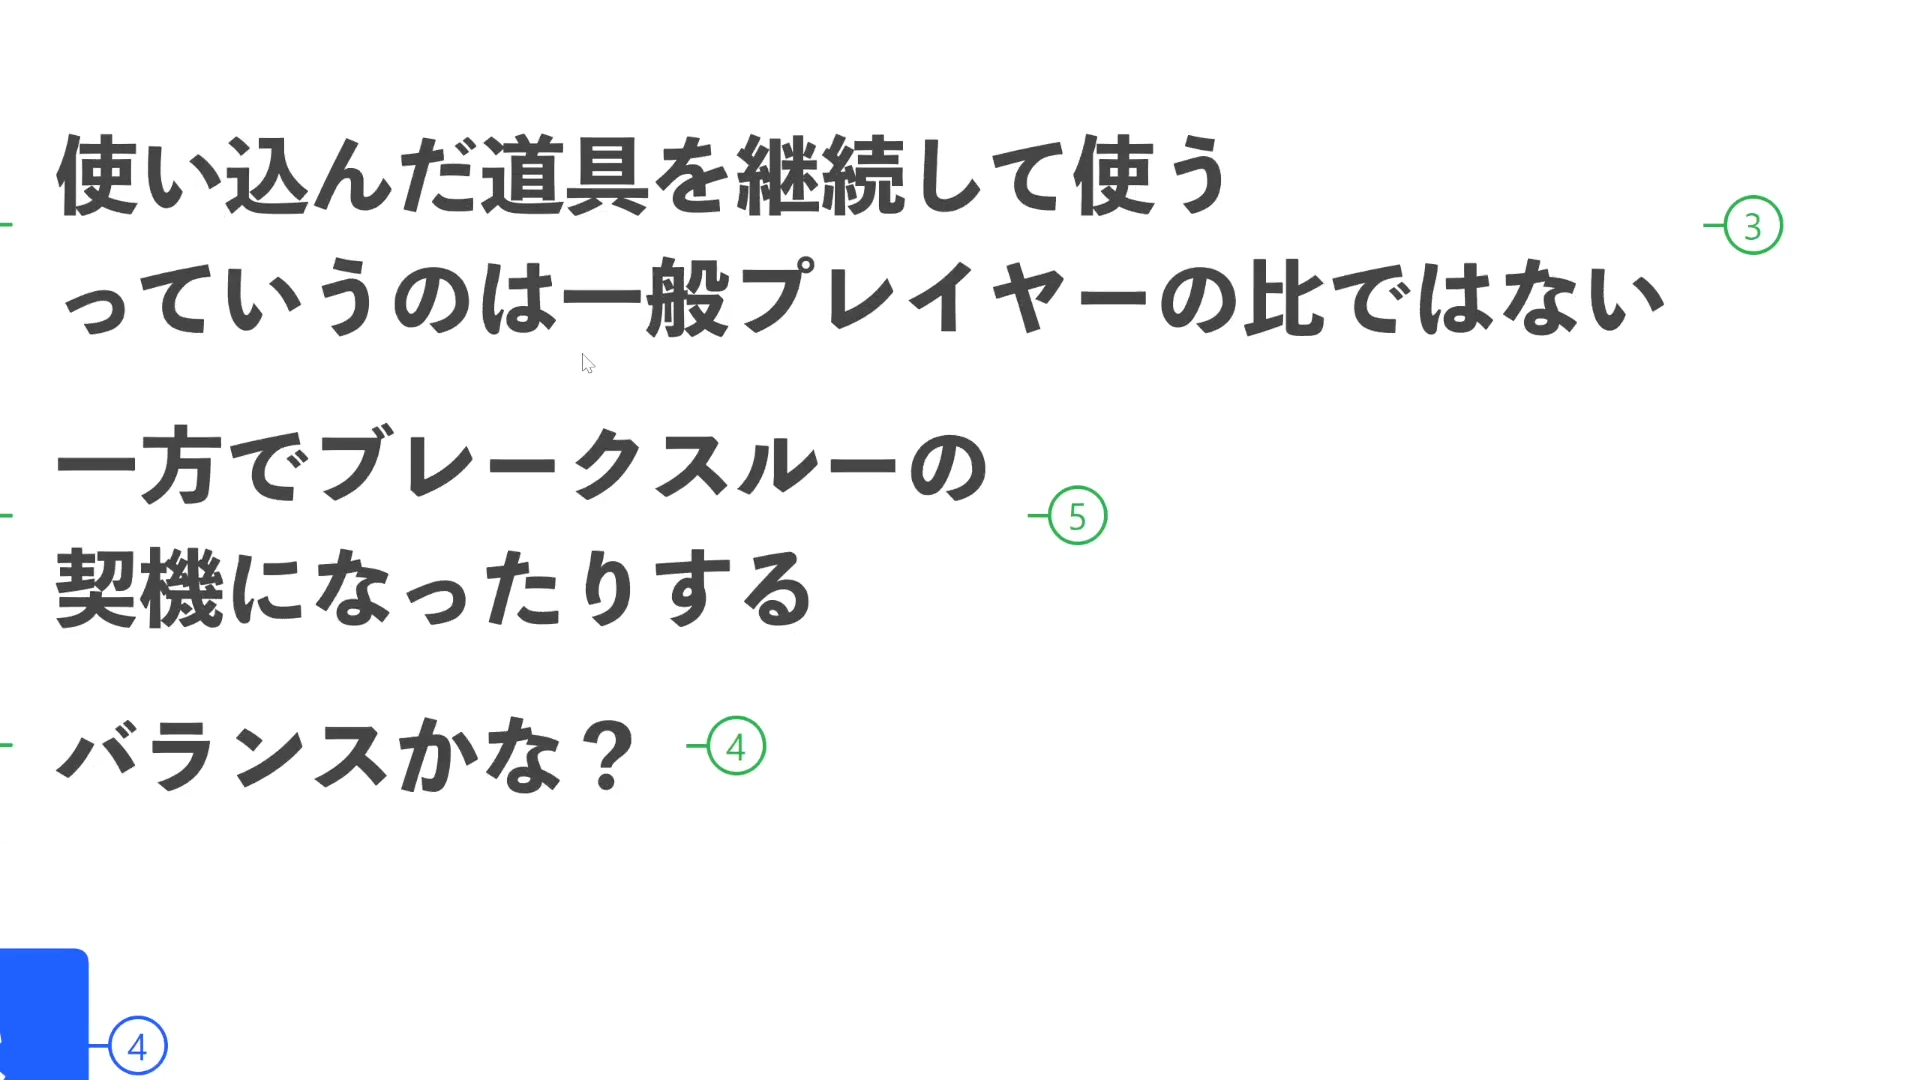 使い込んだ道具を継続して使う
っていうのは一般プレイヤーの比ではない
3
一方でブレークスルーの
契機になったりする
5
バランスかな？
4
4